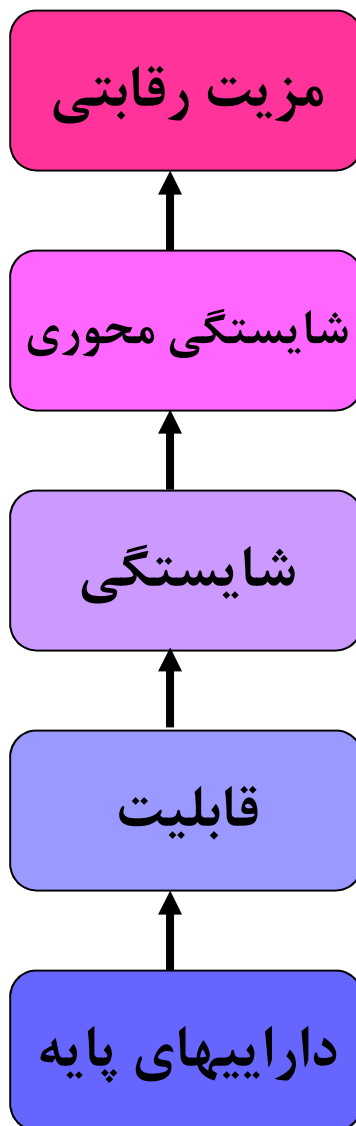 مزیت رقابتی
شایستگی محوری
شایستگی
قابلیت
داراییهای پایه